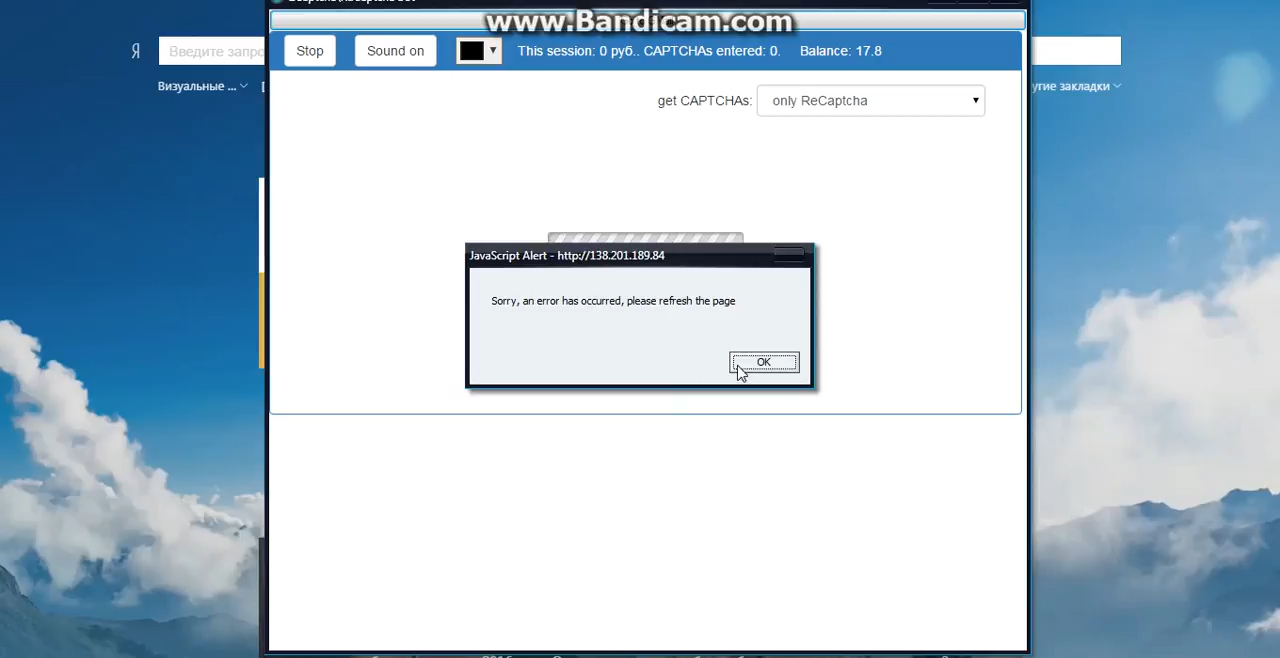 www.Bandicam.com
Я
Введите запро
Stop
Sound on
This session: 0 руб.. CAPTCHAs entered: 0.
Balance: 17.8
Визуальные ...
другие закладки
get CAPTCHAs:
only ReCaptcha
JavaScript Alert - http://138.201.189.84
Sorry, an error has occurred, please refresh the page
OK